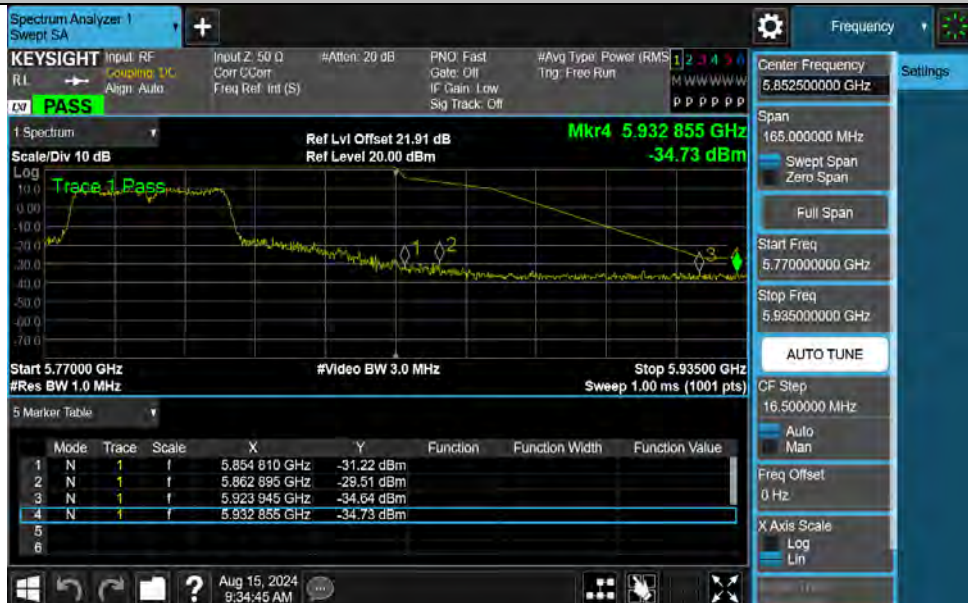 Spectrum Analyzer 1
Swept SA
+
Frequency
KEYSIGHT
Input: RF
Coupling: DC
Align: Auto
Input Z: 50 Ω
Corr CCorr
Freq Ref: Int (S)
#Atten: 20 dB
PNO: Fast
Gate: Off
IF Gain: Low
Sig Track: Off
#Avg Type: Power (RMS
Trig: Free Run
1 2 3 4 5 6
M W W W W W
P P P P P P
RL
LXI
PASS
Center Frequency
5.852500000 GHz
Settings
1 Spectrum
Scale/Div 10 dB
Ref Lvl Offset 21.91 dB
Ref Level 20.00 dBm
Mkr4 5.932 855 GHz
-34.73 dBm
Span
165.000000 MHz
Swept Span
Zero Span
Full Span
Log
Trace 1 Pass
10.0
0.00
-10.0
-20.0
-30.0
-40.0
-50.0
-60.0
-70.0
1
2
3
4
Start Freq
5.770000000 GHz
Stop Freq
5.935000000 GHz
AUTO TUNE
Start 5.77000 GHz
#Res BW 1.0 MHz
#Video BW 3.0 MHz
Stop 5.93500 GHz
Sweep 1.00 ms (1001 pts)
CF Step
16.500000 MHz
Auto
Man
5 Marker Table
Mode Trace Scale X Y Function Function Width Function Value
1 N 1 f 5.854 810 GHz -31.22 dBm
2 N 1 f 5.862 895 GHz -29.51 dBm
3 N 1 f 5.923 945 GHz -34.64 dBm
4 N 1 f 5.932 855 GHz -34.73 dBm
5
6
Freq Offset
0 Hz
X Axis Scale
Log
Lin
?
Aug 15, 2024
9:34:45 AM